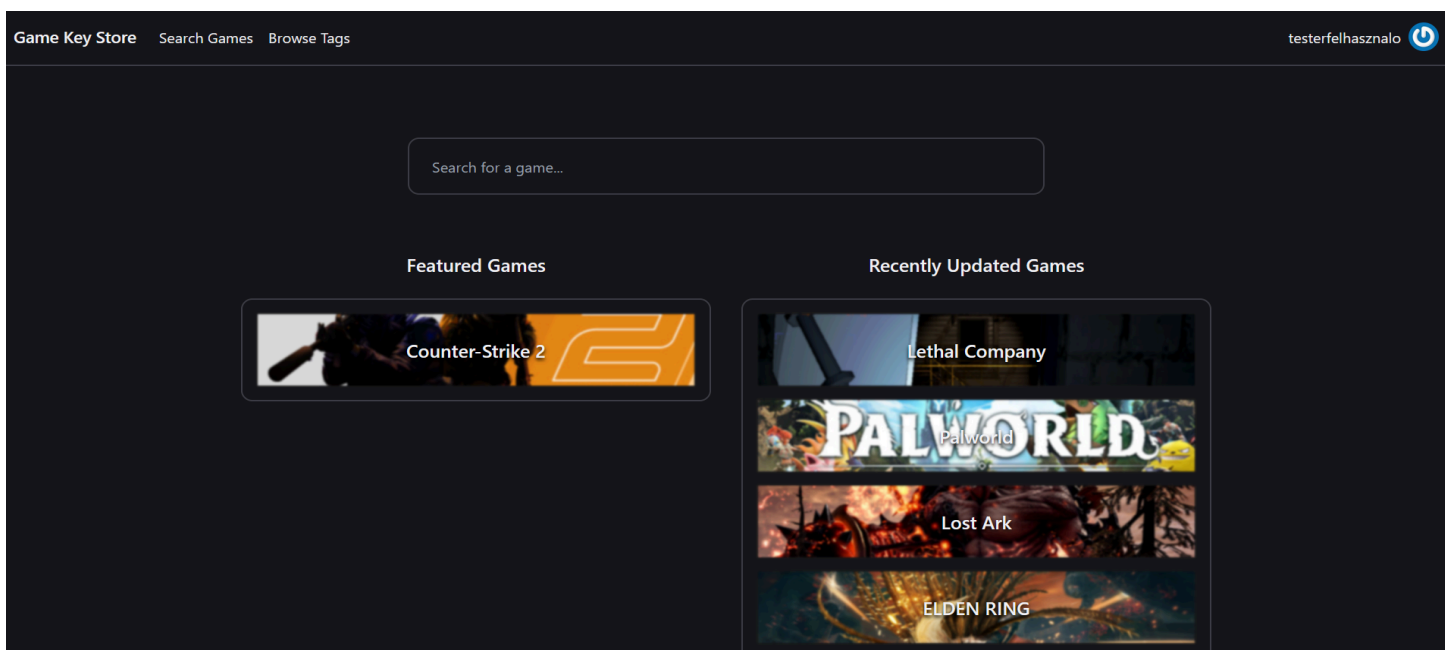 Game Key Store Search Games Browse Tags testerfelhasznalo
Search for a game...
Featured Games
Counter-Strike 2
Recently Updated Games
Lethal Company
PALWORLD
Palworld
Lost Ark
ELDEN RING